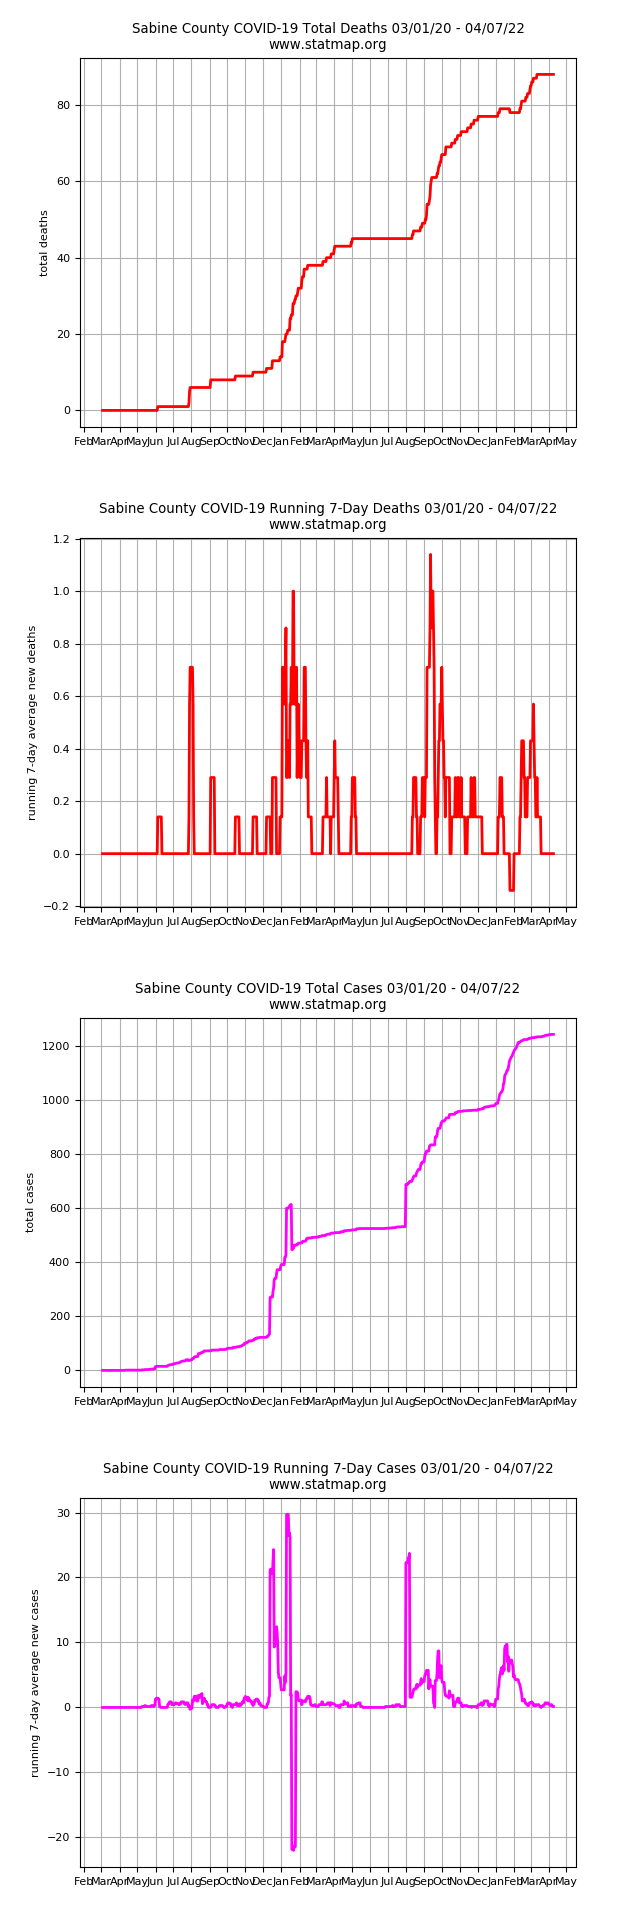 Sabine County COVID-19 Total Deaths 03/01/20 - 04/07/22
www.statmap.org
80
60
40
20
0
total deaths
Feb Mar Apr May Jun Jul Aug Sep Oct Nov Dec Jan Feb Mar Apr May Jun Jul Aug Sep Oct Nov Dec Jan Feb Mar Apr May
Sabine County COVID-19 Running 7-Day Deaths 03/01/20 - 04/07/22
www.statmap.org
1.2
1.0
0.8
0.6
0.4
0.2
0.0
−0.2
running 7-day average new deaths
Feb Mar Apr May Jun Jul Aug Sep Oct Nov Dec Jan Feb Mar Apr May Jun Jul Aug Sep Oct Nov Dec Jan Feb Mar Apr May
Sabine County COVID-19 Total Cases 03/01/20 - 04/07/22
www.statmap.org
1200
1000
800
600
400
200
0
total cases
Feb Mar Apr May Jun Jul Aug Sep Oct Nov Dec Jan Feb Mar Apr May Jun Jul Aug Sep Oct Nov Dec Jan Feb Mar Apr May
Sabine County COVID-19 Running 7-Day Cases 03/01/20 - 04/07/22
www.statmap.org
30
20
10
0
−10
−20
running 7-day average new cases
Feb Mar Apr May Jun Jul Aug Sep Oct Nov Dec Jan Feb Mar Apr May Jun Jul Aug Sep Oct Nov Dec Jan Feb Mar Apr May